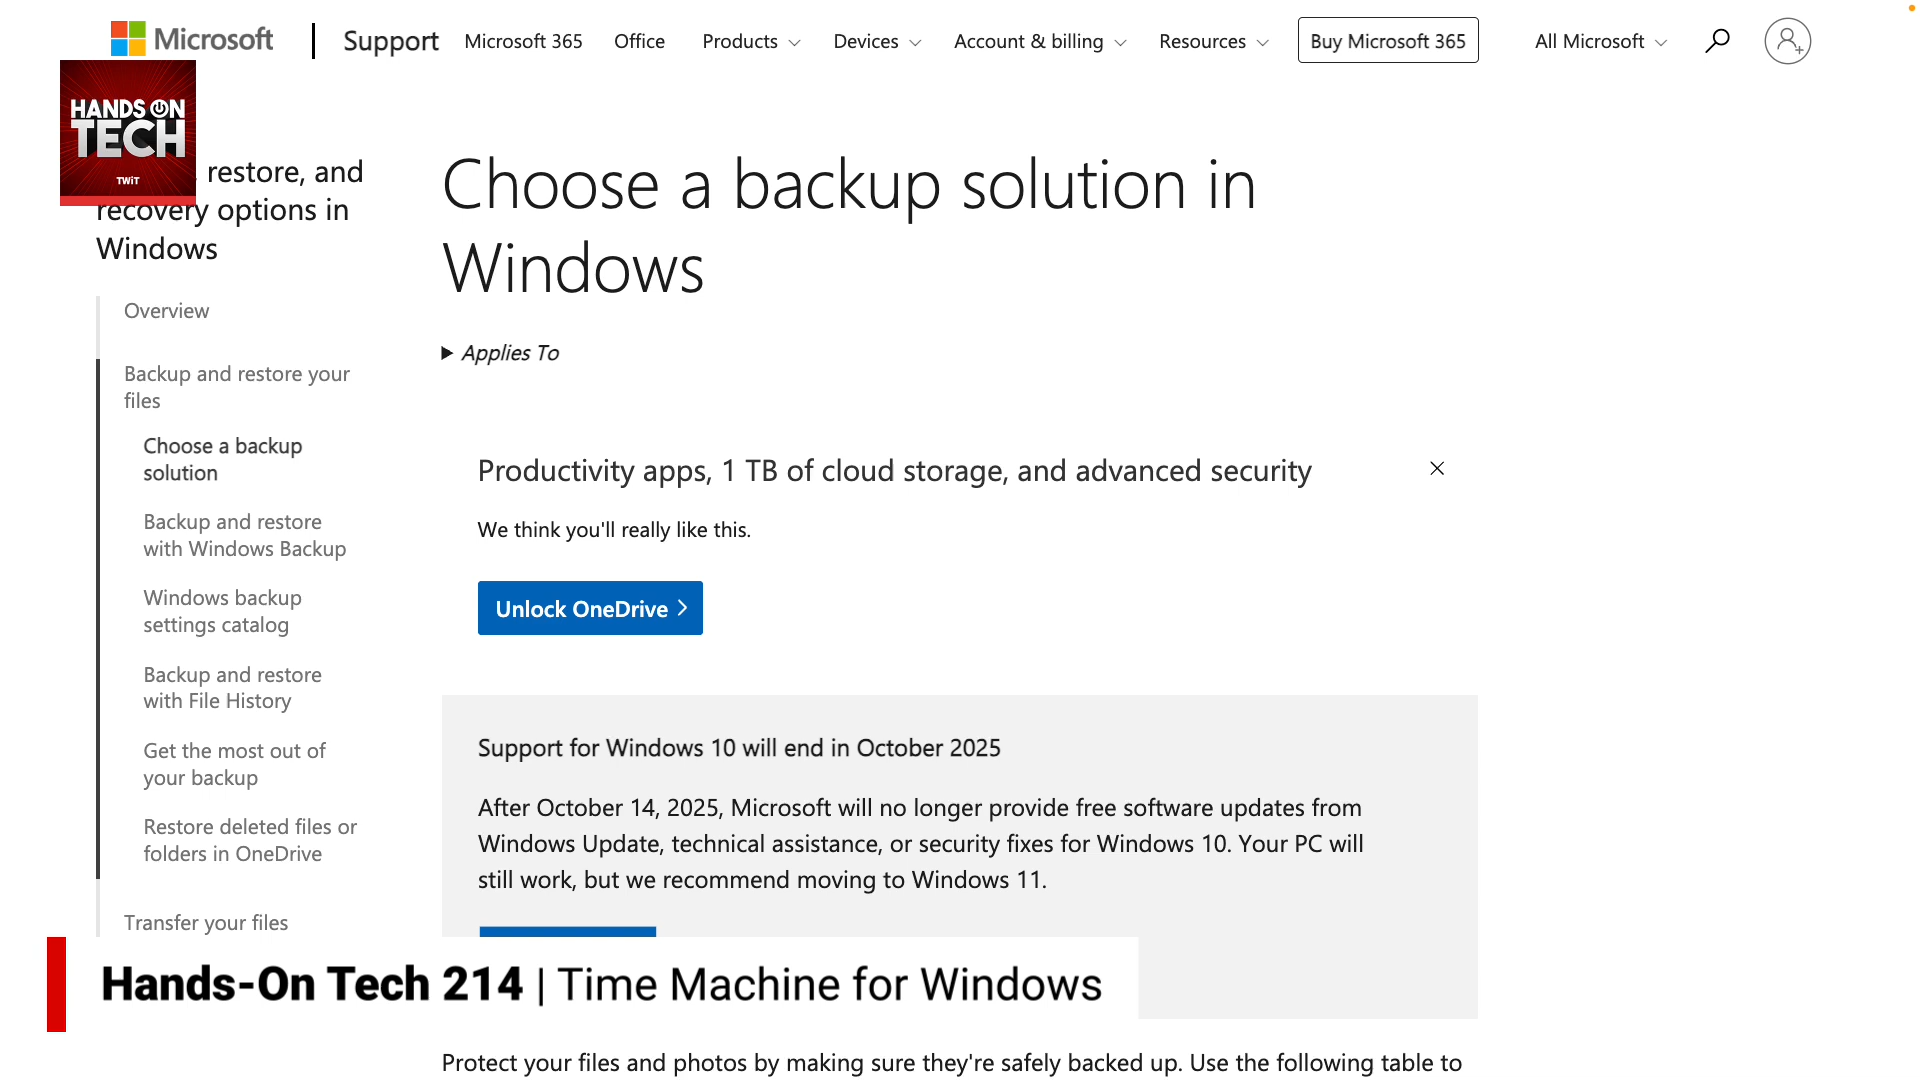 Microsoft
Support
Microsoft 365
Office
Products
Devices
Account & billing
Resources
Buy Microsoft 365
All Microsoft
HANDS ON
TECH
TWiT
restore, and
recovery options in
Windows
Overview
Backup and restore your
files
Choose a backup
solution
Backup and restore
with Windows Backup
Windows backup
settings catalog
Backup and restore
with File History
Get the most out of
your backup
Restore deleted files or
folders in OneDrive
Transfer your files
Choose a backup solution in
Windows
Applies To
Productivity apps, 1 TB of cloud storage, and advanced security
We think you'll really like this.
Unlock OneDrive
Support for Windows 10 will end in October 2025
After October 14, 2025, Microsoft will no longer provide free software updates from
Windows Update, technical assistance, or security fixes for Windows 10. Your PC will
still work, but we recommend moving to Windows 11.
Hands-On Tech 214 | Time Machine for Windows
Protect your files and photos by making sure they're safely backed up. Use the following table to